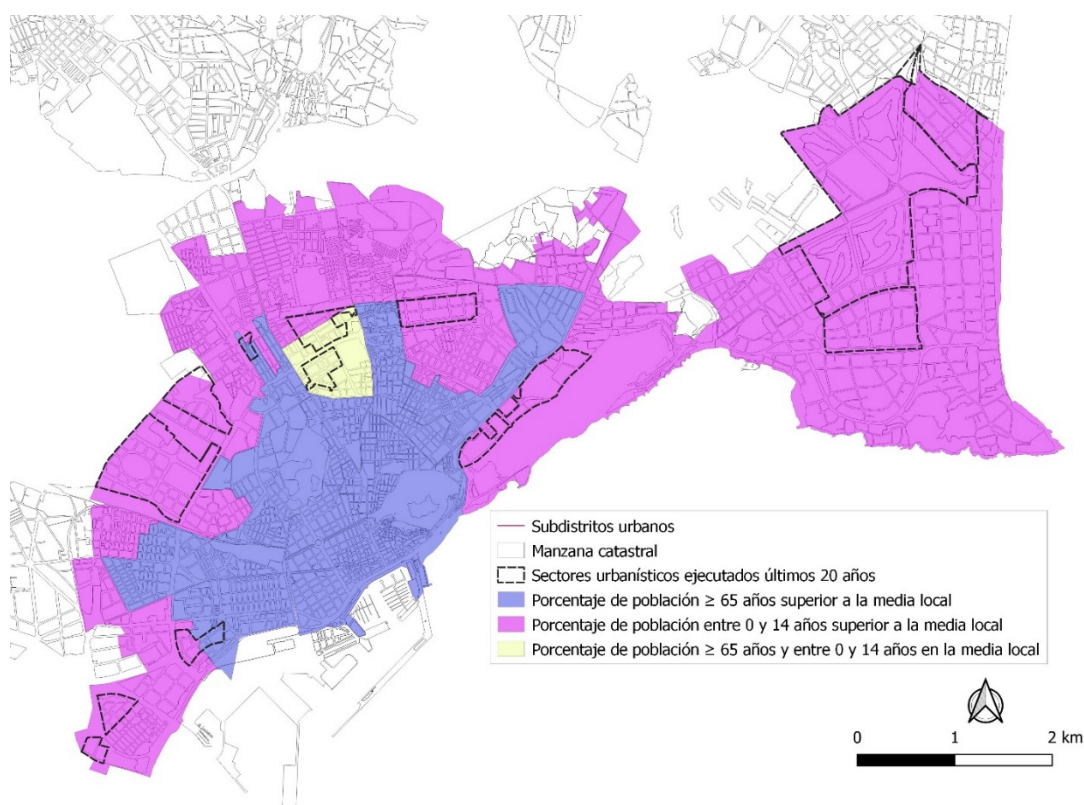 Subdistritos urbanos
Manzana catastral
Sectores urbanísticos ejecutados últimos 20 años
Porcentaje de población ≥ 65 años superior a la media local
Porcentaje de población entre 0 y 14 años superior a la media local
Porcentaje de población ≥ 65 años y entre 0 y 14 años en la media local
0 1 2 km